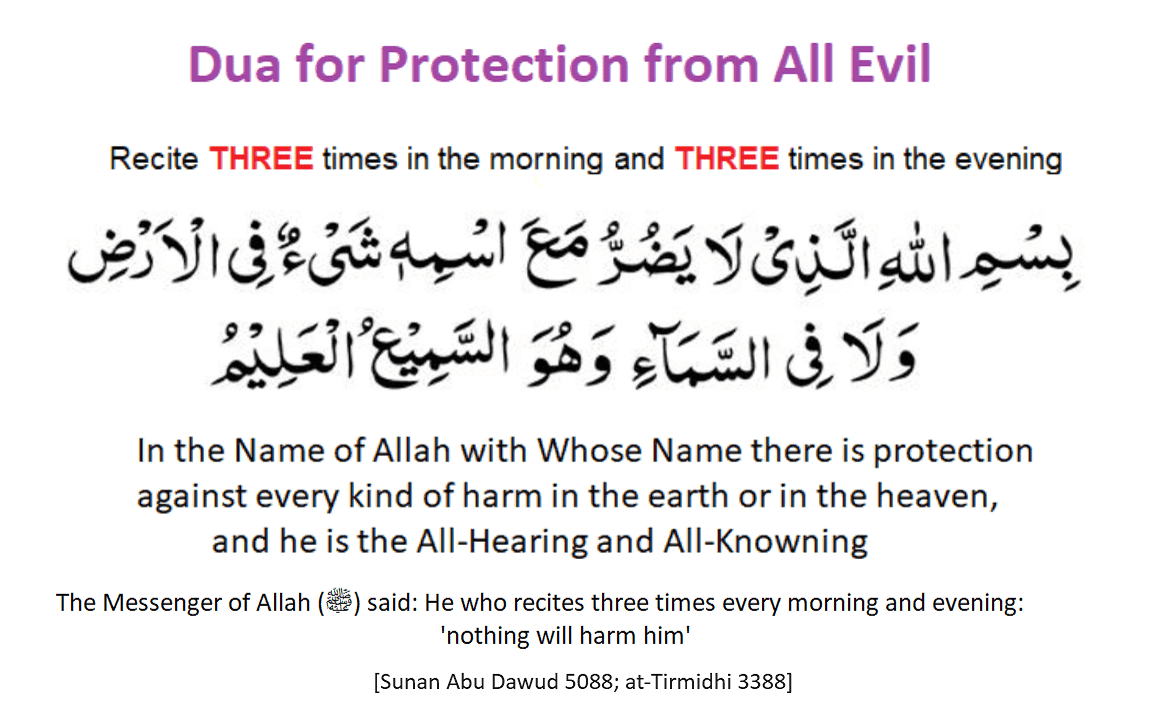 Dua for Protection from All Evil
Recite THREE times in the morning and THREE times in the evening
بِسْمِ اللهِ الَّذِىْ لَا يَضُرُّ مَعَ اسْمِهٖ شَىْءٌ فِى الْاَرْضِ
وَلَا فِى السَّمَآءِ وَهُوَ السَّمِيْعُ الْعَلِيْمُ
In the Name of Allah with Whose Name there is protection
against every kind of harm in the earth or in the heaven,
and he is the All-Hearing and All-Knowning
The Messenger of Allah (ﷺ) said: He who recites three times every morning and evening:
'nothing will harm him'
[Sunan Abu Dawud 5088; at-Tirmidhi 3388]